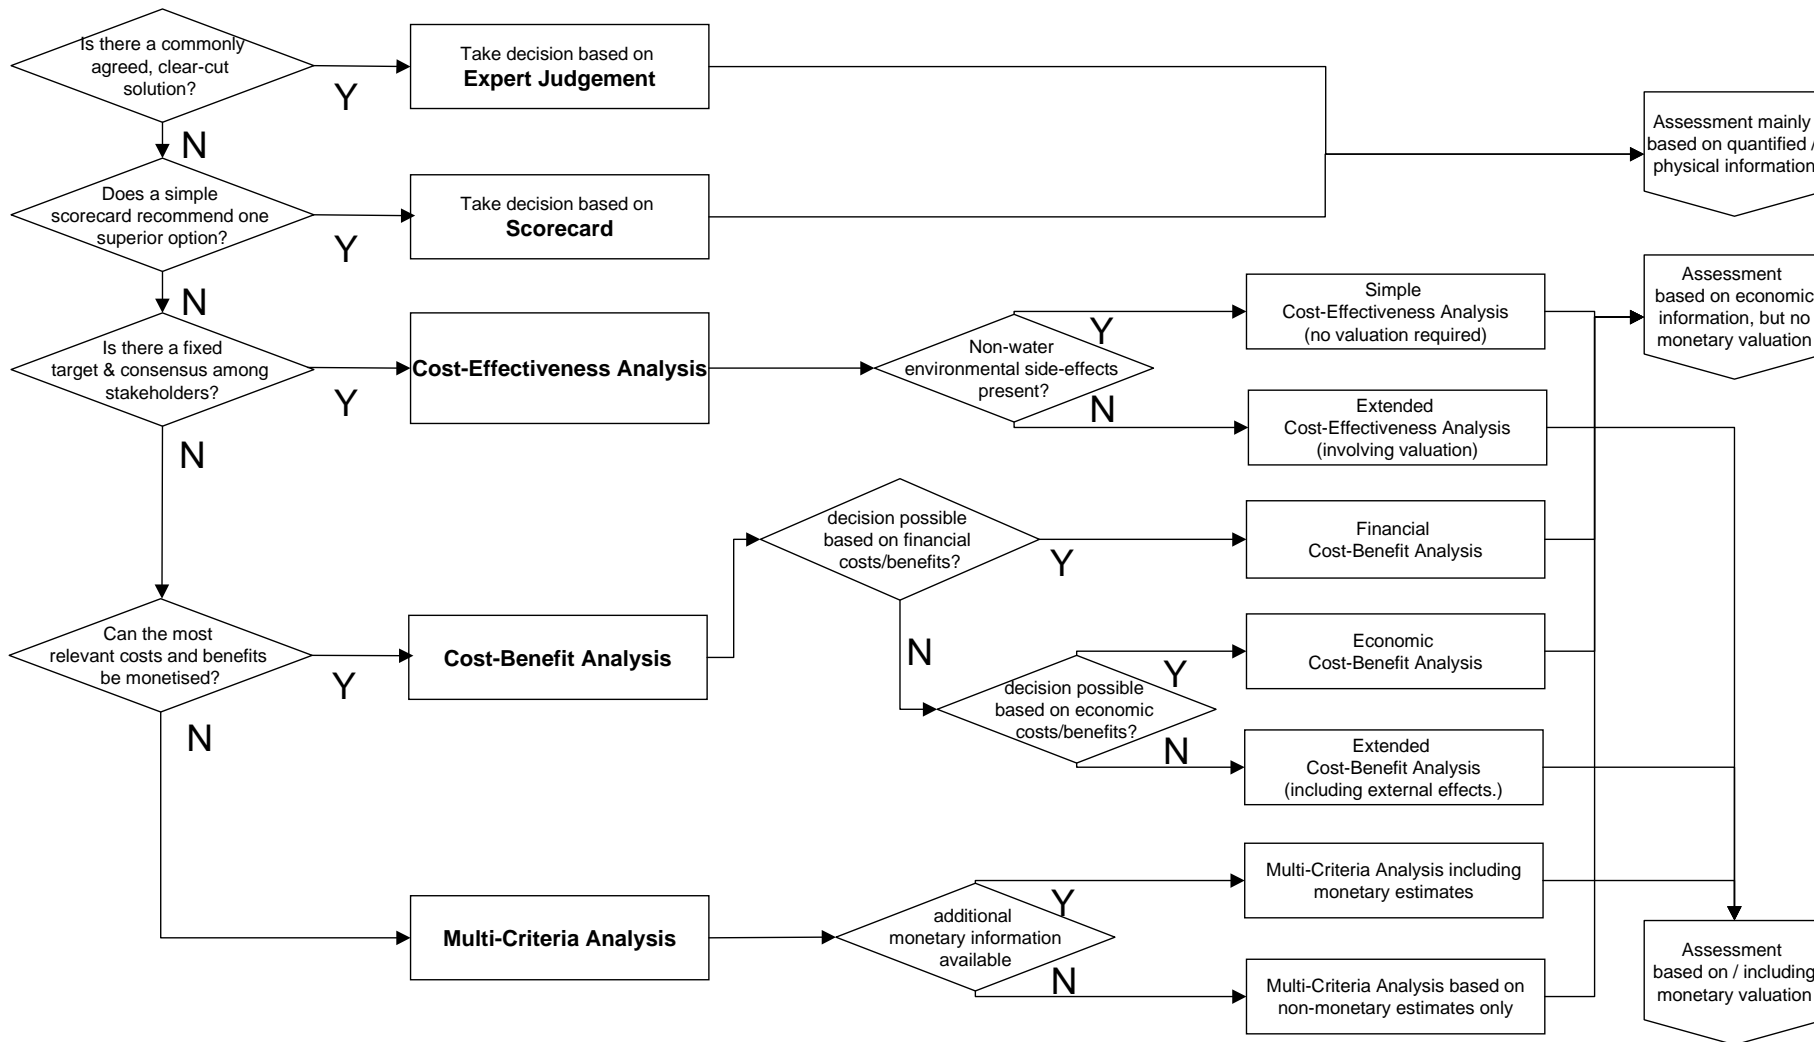 Is there a commonly
agreed, clear-cut
solution?
Y
N
Take decision based on
Expert Judgement
Assessment mainly
based on quantified /
physical information
Does a simple
scorecard recommend one
superior option?
Y
N
Take decision based on
Scorecard
Is there a fixed
target & consensus among
stakeholders?
Y
N
Cost-Effectiveness Analysis
Non-water
environmental side-effects
present?
Y
N
Simple
Cost-Effectiveness Analysis
(no valuation required)
Extended
Cost-Effectiveness Analysis
(involving valuation)
Assessment
based on economic
information, but no
monetary valuation
Can the most
relevant costs and benefits
be monetised?
Y
N
Cost-Benefit Analysis
decision possible
based on financial
costs/benefits?
Y
N
Financial
Cost-Benefit Analysis
decision possible
based on economic
costs/benefits?
Y
N
Economic
Cost-Benefit Analysis
Extended
Cost-Benefit Analysis
(including external effects.)
Multi-Criteria Analysis
additional
monetary information
available
Y
N
Multi-Criteria Analysis including
monetary estimates
Multi-Criteria Analysis based on
non-monetary estimates only
Assessment
based on / including
monetary valuation